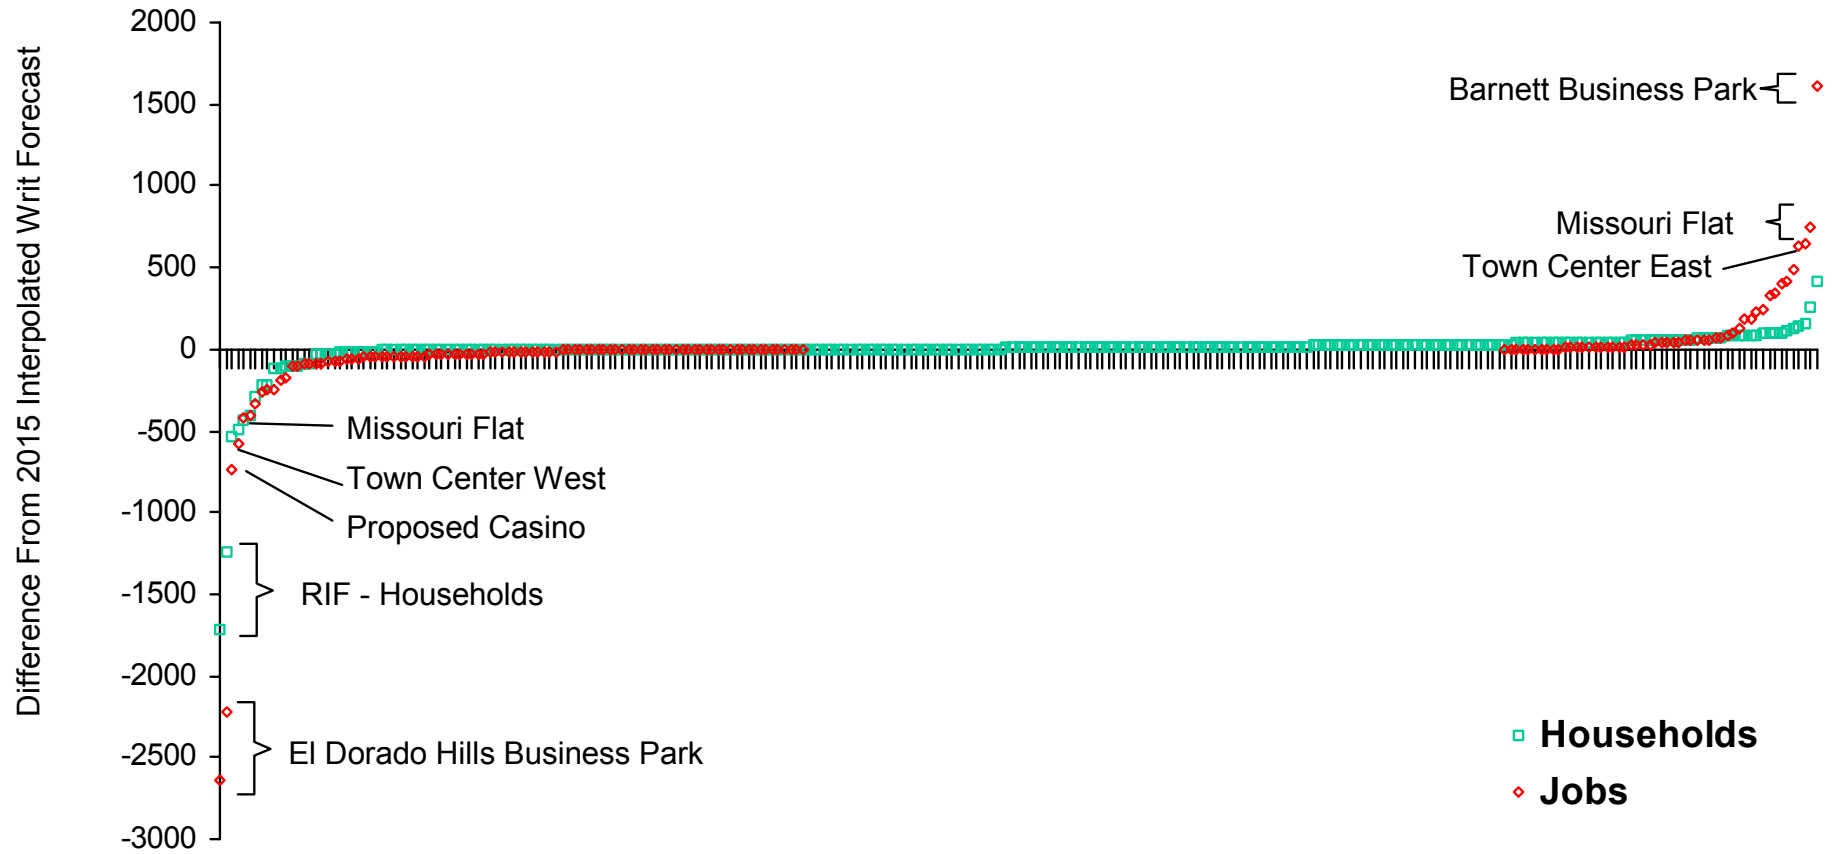 Difference From 2015 Interpolated Writ Forecast
2000
1500
1000
500
0
-500
-1000
-1500
-2000
-2500
-3000
Barnett Business Park
Missouri Flat
Town Center East
Missouri Flat
Town Center West
Proposed Casino
RIF - Households
El Dorado Hills Business Park
Households
Jobs